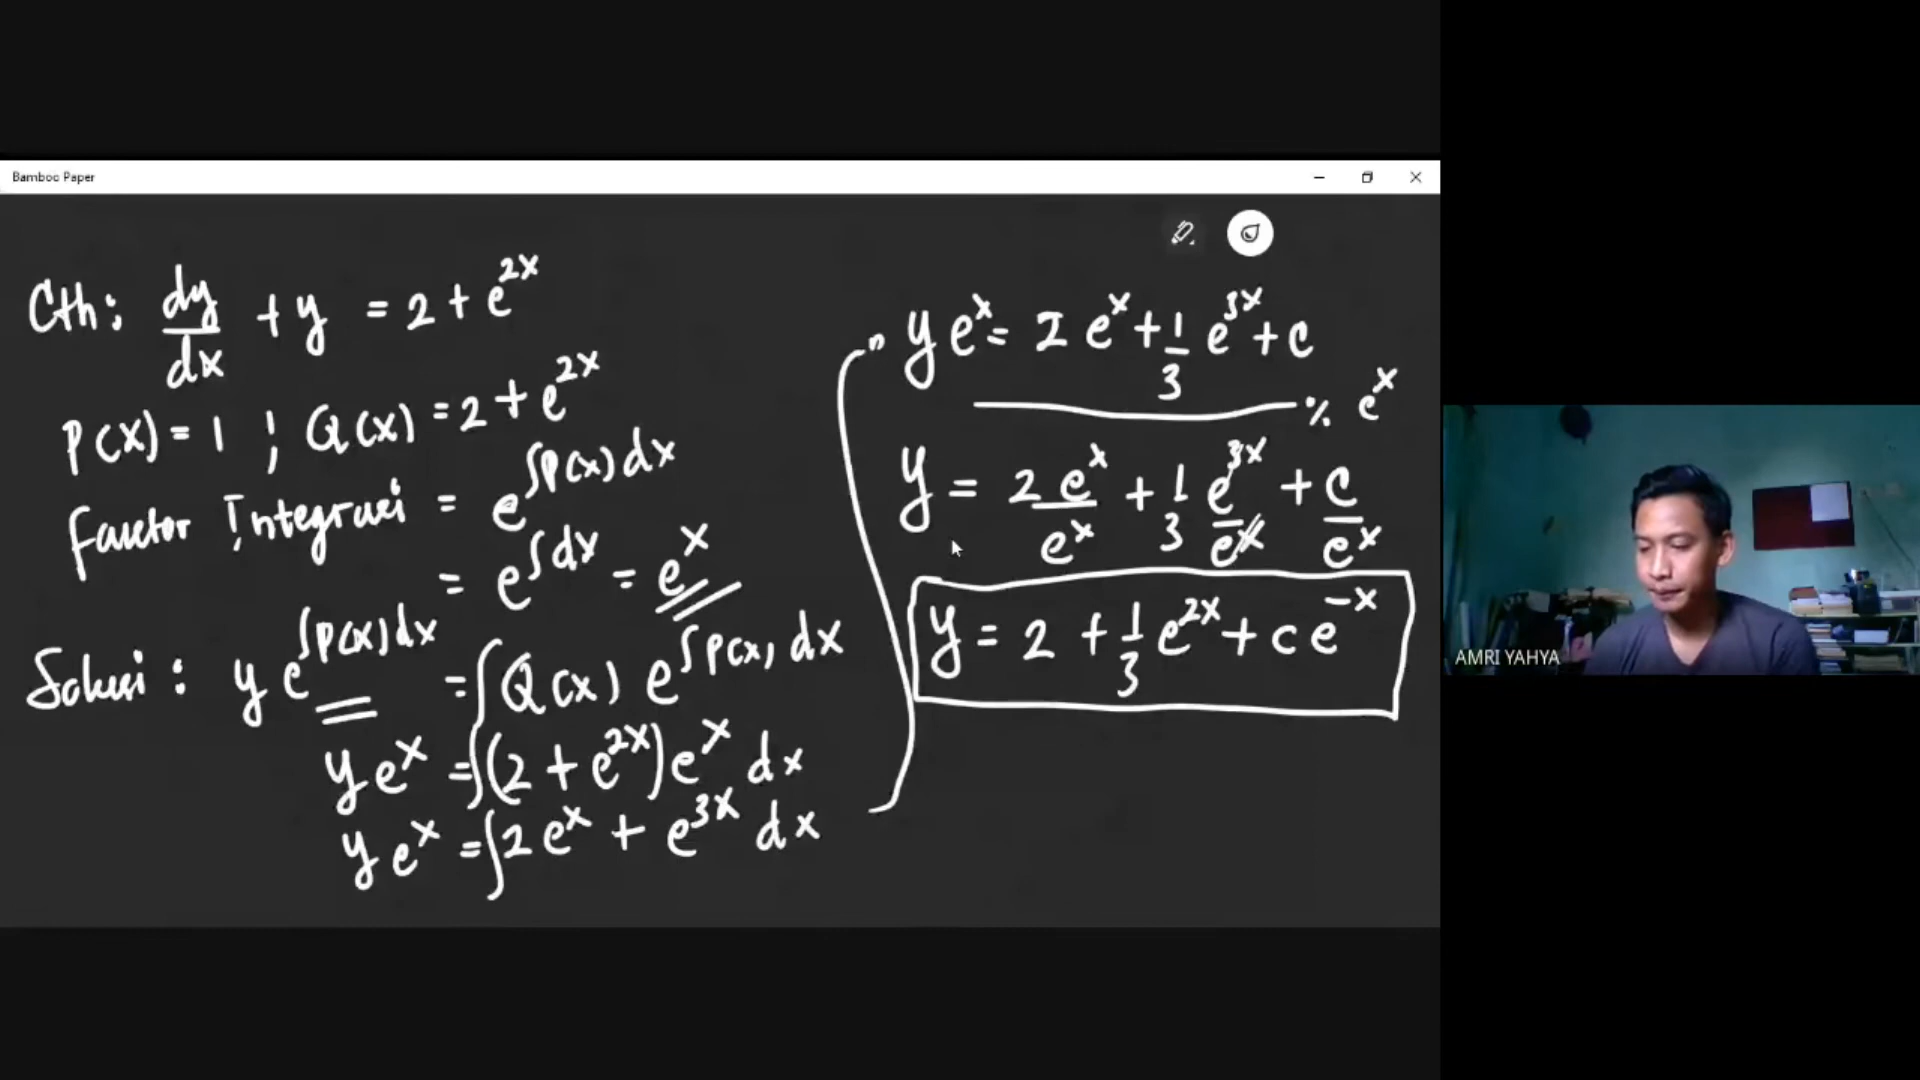 Bamboo Paper
Cth: dy/dx + y = 2 + e^{2x}
P(x) = 1 ; Q(x) = 2 + e^{2x}
Factor Integrasi = e^{∫P(x)dx}
= e^{∫dx} = e^x
Solusi : y e^{∫P(x)dx} = ∫Q(x) e^{∫P(x)} dx
y e^x = ∫(2 + e^{2x}) e^x dx
y e^x = ∫2 e^x + e^{3x} dx
" y e^x = 2 e^x + 1/3 e^{3x} + c
% e^x
y = 2 e^x/e^x + 1/3 e^{3x}/e^x + c/e^x
y = 2 + 1/3 e^{2x} + c e^{-x}
AMRI YAHYA